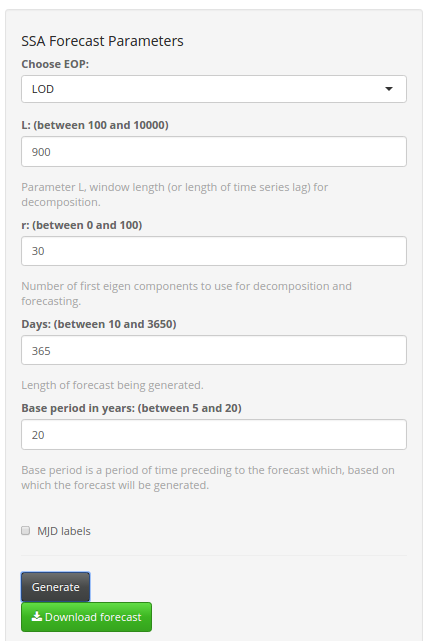 SSA Forecast Parameters
Choose EOP:
LOD
L: (between 100 and 10000)
900
Parameter L, window length (or length of time series lag) for
decomposition.
r: (between 0 and 100)
30
Number of first eigen components to use for decomposition and
forecasting.
Days: (between 10 and 3650)
365
Length of forecast being generated.
Base period in years: (between 5 and 20)
20
Base period is a period of time preceding to the forecast which, based on
which the forecast will be generated.
MJD labels
Generate
Download forecast